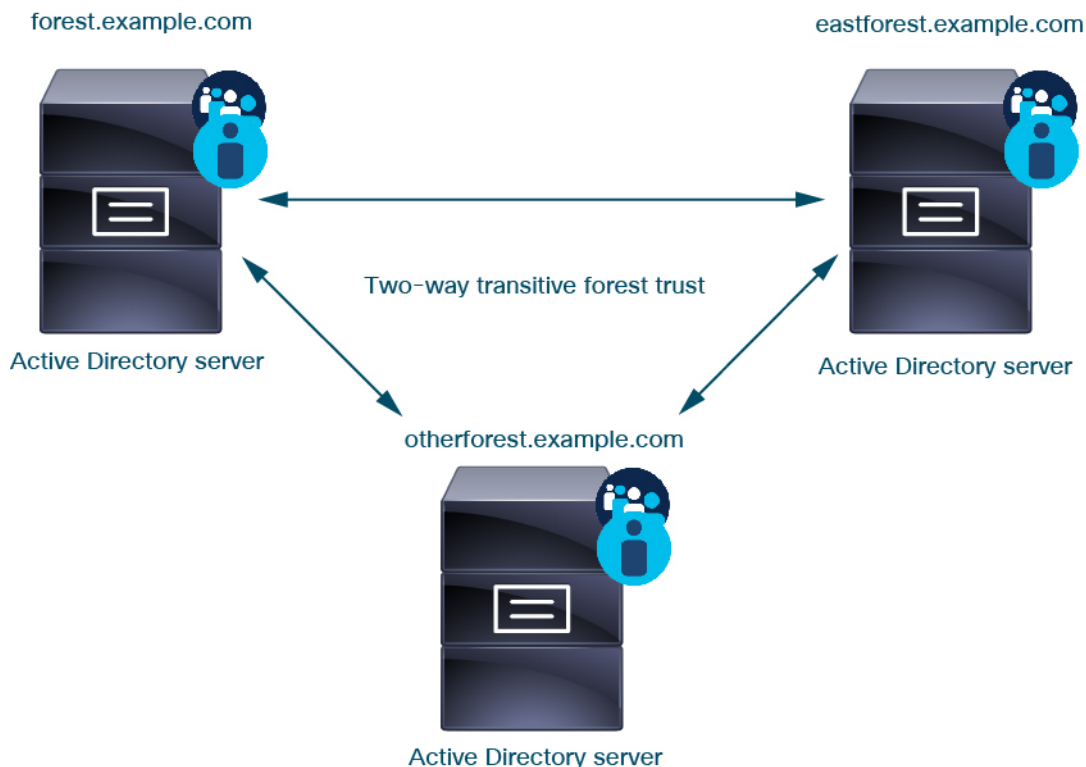 forest.example.com
eastforest.example.com
Two-way transitive forest trust
Active Directory server
Active Directory server
otherforest.example.com
Active Directory server